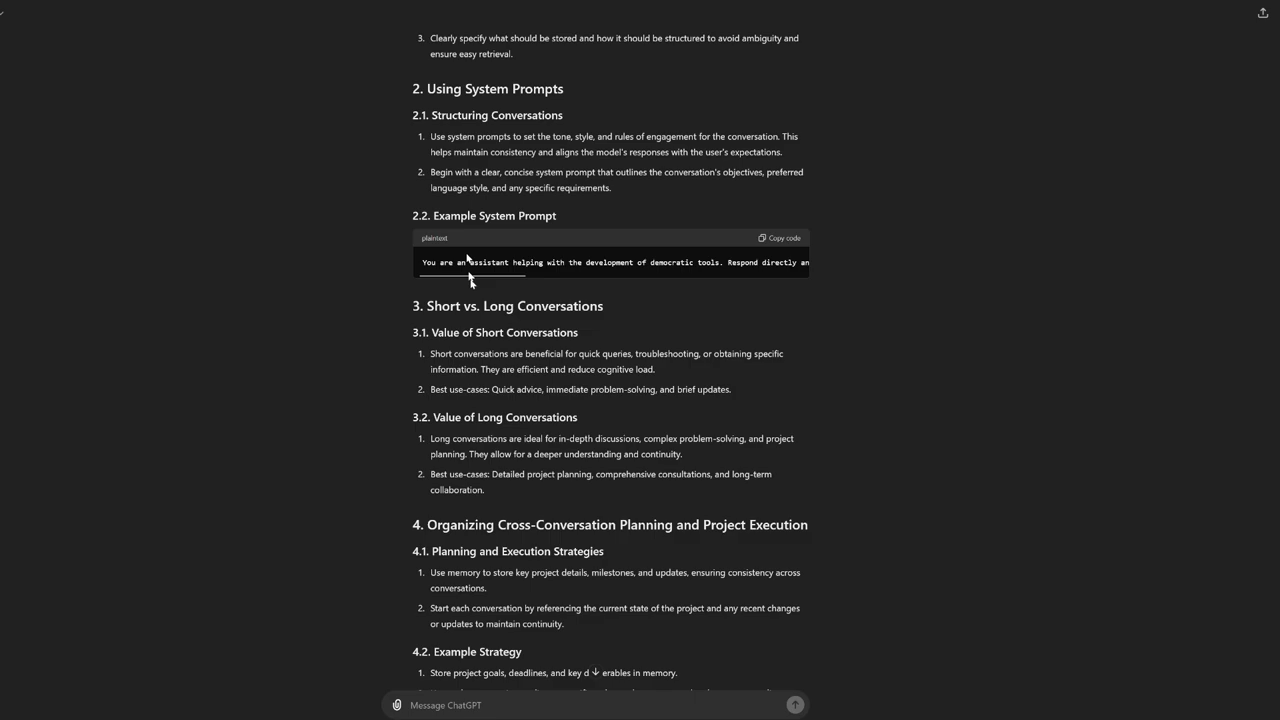 3. Clearly specify what should be stored and how it should be structured to avoid ambiguity and
ensure easy retrieval.
2. Using System Prompts
2.1. Structuring Conversations
1. Use system prompts to set the tone, style, and rules of engagement for the conversation. This
helps maintain consistency and aligns the model's responses with the user's expectations.
2. Begin with a clear, concise system prompt that outlines the conversation's objectives, preferred
language style, and any specific requirements.
2.2. Example System Prompt
plaintext Copy code
You are an assistant helping with the development of democratic tools. Respond directly an
3. Short vs. Long Conversations
3.1. Value of Short Conversations
1. Short conversations are beneficial for quick queries, troubleshooting, or obtaining specific
information. They are efficient and reduce cognitive load.
2. Best use-cases: Quick advice, immediate problem-solving, and brief updates.
3.2. Value of Long Conversations
1. Long conversations are ideal for in-depth discussions, complex problem-solving, and project
planning. They allow for a deeper understanding and continuity.
2. Best use-cases: Detailed project planning, comprehensive consultations, and long-term
collaboration.
4. Organizing Cross-Conversation Planning and Project Execution
4.1. Planning and Execution Strategies
1. Use memory to store key project details, milestones, and updates, ensuring consistency across
conversations.
2. Start each conversation by referencing the current state of the project and any recent changes
or updates to maintain continuity.
4.2. Example Strategy
1. Store project goals, deadlines, and key d erables in memory.
Message ChatGPT